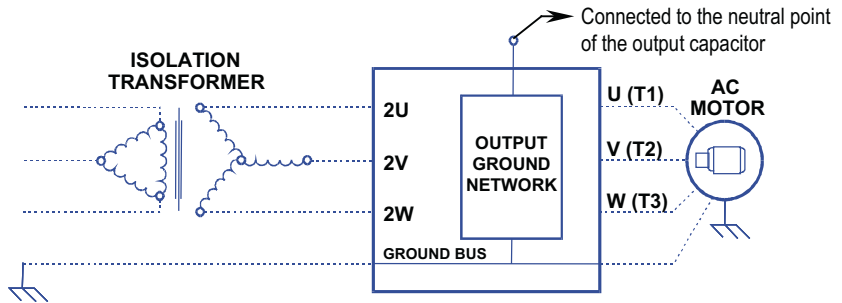 Connected to the neutral point
of the output capacitor
ISOLATION
TRANSFORMER
2U
2V
2W
OUTPUT
GROUND
NETWORK
GROUND BUS
U (T1)
V (T2)
W (T3)
AC
MOTOR